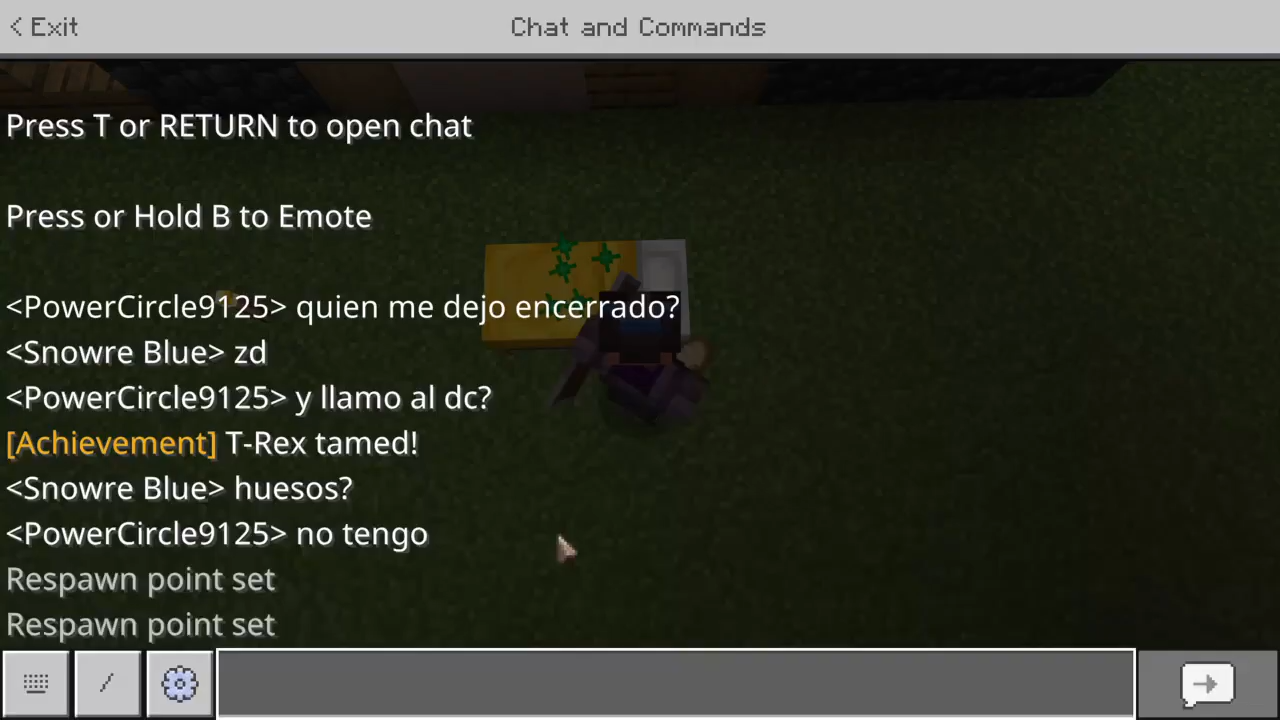 < Exit
Chat and Commands
Press T or RETURN to open chat
Press or Hold B to Emote
<PowerCircle9125> quien me dejo encerrado?
<Snowre Blue> zd
<PowerCircle9125> y llamo al dc?
[Achievement] T-Rex tamed!
<Snowre Blue> huesos?
<PowerCircle9125> no tengo
Respawn point set
Respawn point set
/